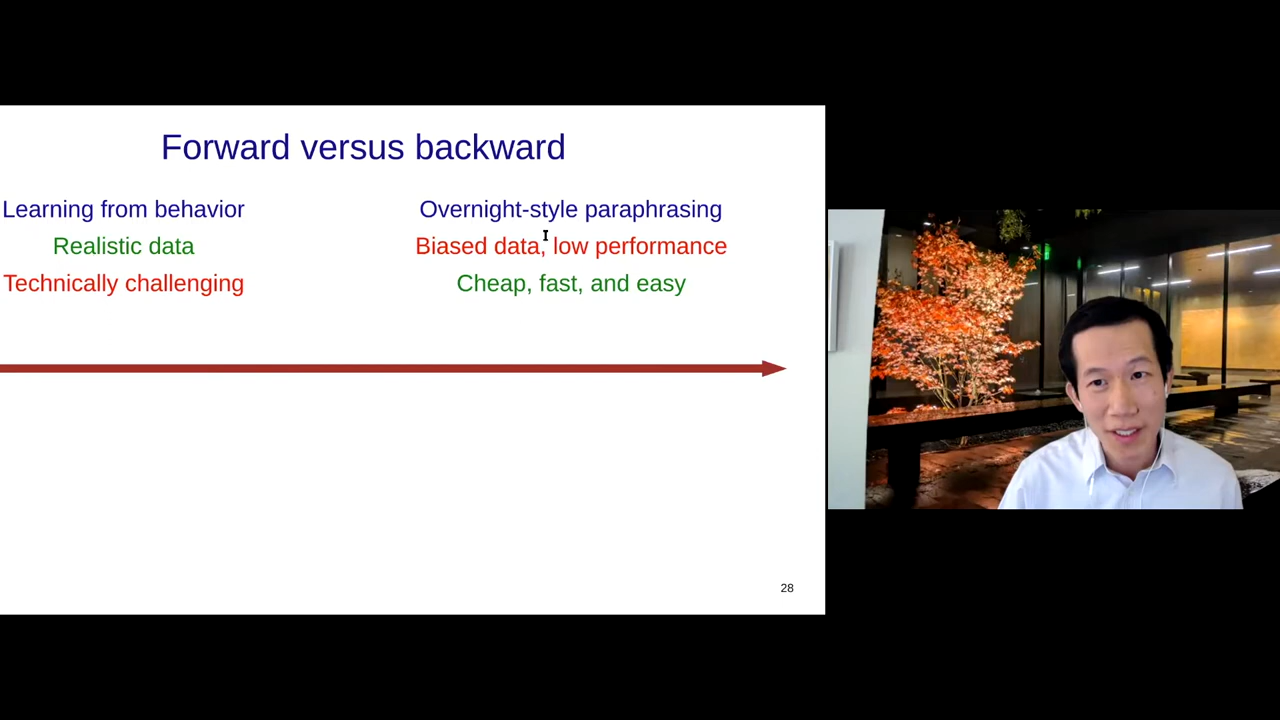 Forward versus backward
Learning from behavior
Realistic data
Technically challenging
Overnight-style paraphrasing
Biased data, low performance
Cheap, fast, and easy
28